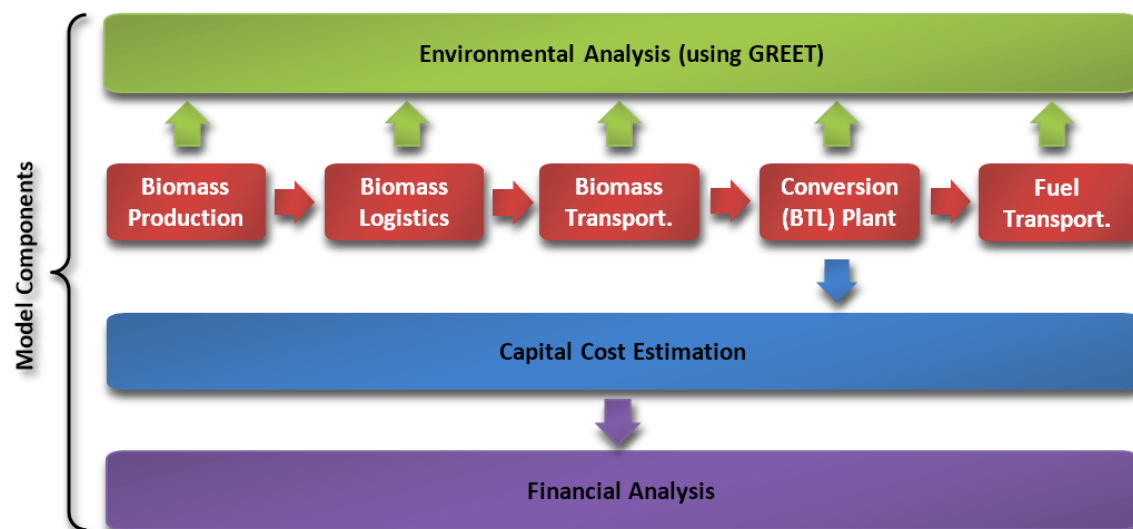 Model Components
Environmental Analysis (using GREET)
Biomass
Production
Biomass
Logistics
Biomass
Transport.
Conversion
(BTL) Plant
Fuel
Transport.
Capital Cost Estimation
Financial Analysis